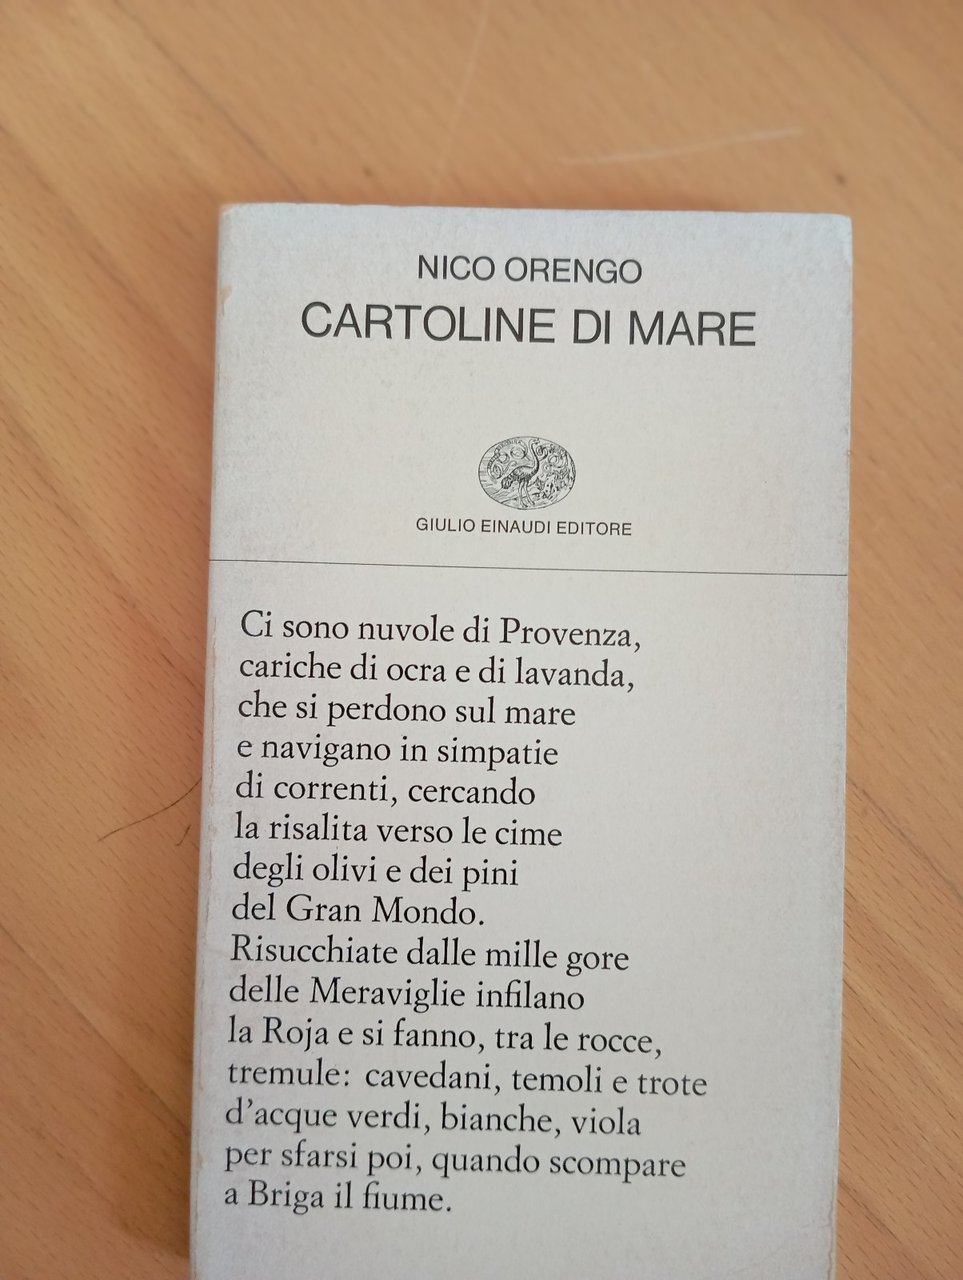 NICO ORENGO
CARTOLINE DI MARE
GIULIO EINAUDI EDITORE
Ci sono nuvole di Provenza,
cariche di ocra e di lavanda,
che si perdono sul mare
e navigano in simpatie
di correnti, cercando
la risalita verso le cime
degli olivi e dei pini
del Gran Mondo.
Risucchiate dalle mille gore
delle Meraviglie infilano
la Roja e si fanno, tra le rocce,
tremule: cavedani, temoli e trote
d'acque verdi, bianche, viola
per sfarsi poi, quando scompare
a Briga il fiume.